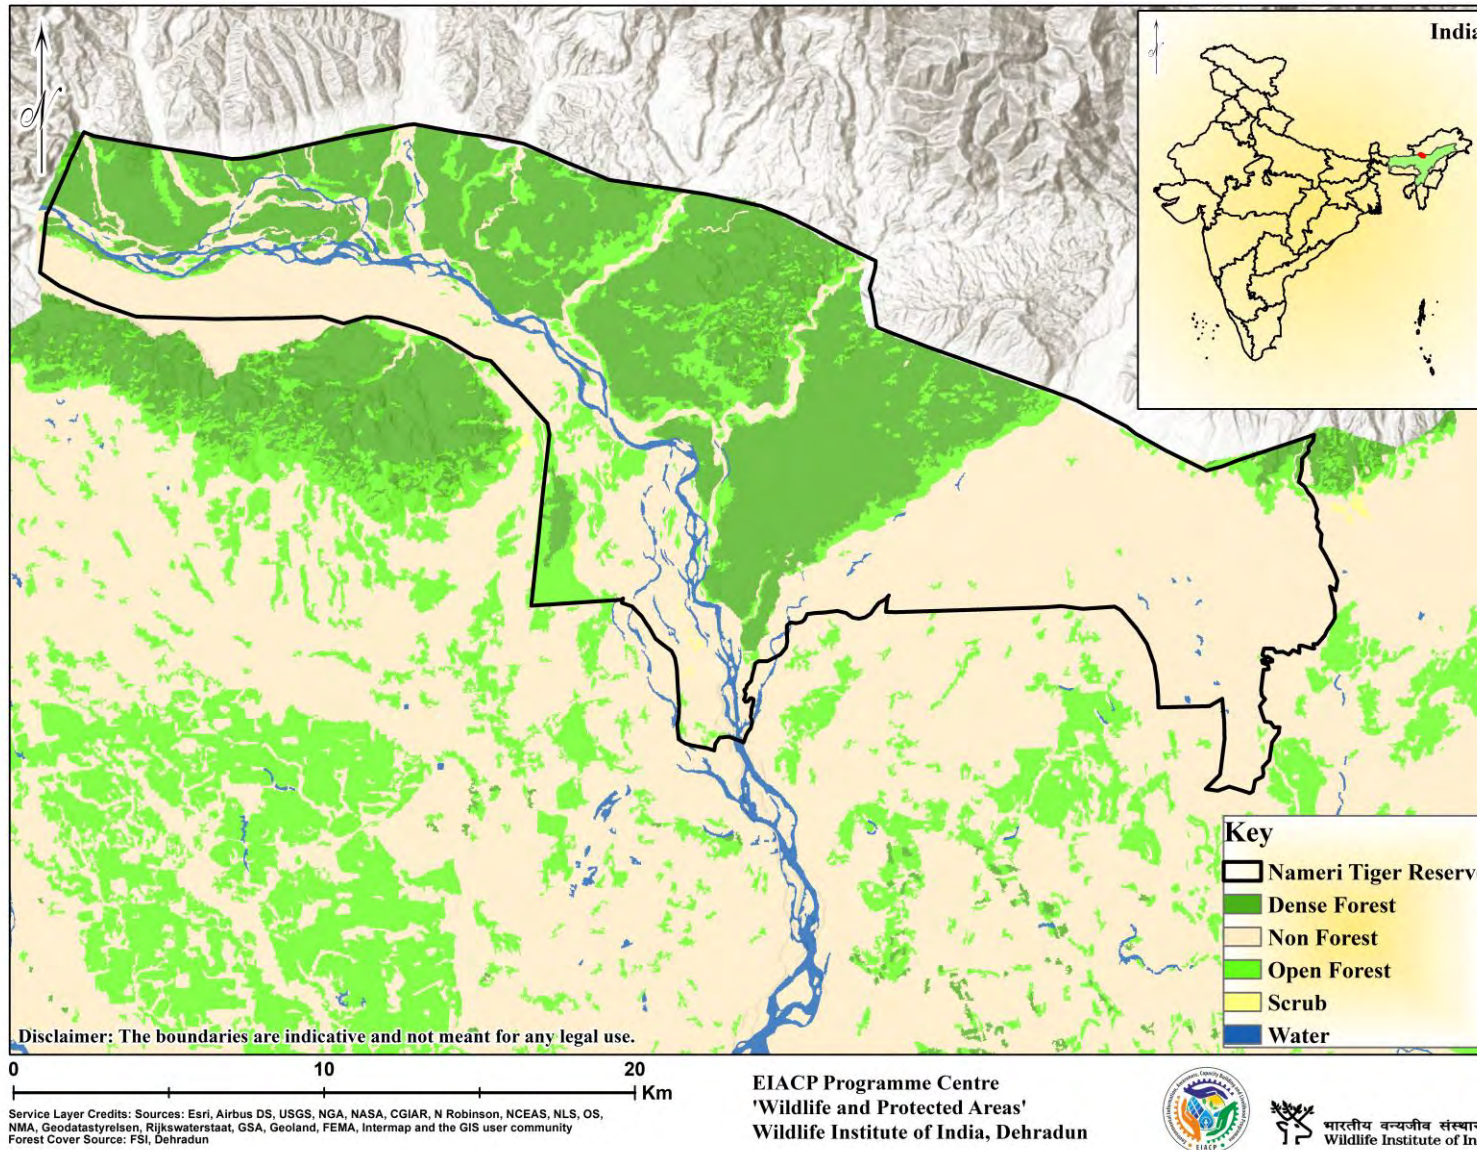 India
Key
Nameri Tiger Reserve
Dense Forest
Non Forest
Open Forest
Scrub
Water
Disclaimer: The boundaries are indicative and not meant for any legal use.
0 10 20
Km
Service Layer Credits: Sources: Esri, Airbus DS, USGS, NGA, NASA, CGIAR, N Robinson, NCEAS, NLS, OS,
NMA, Geodatastyrelsen, Rijkswaterstaat, GSA, Geoland, FEMA, Intermap and the GIS user community
Forest Cover Source: FSI, Dehradun
EIACP Programme Centre
'Wildlife and Protected Areas'
Wildlife Institute of India, Dehradun
EIACP
भारतीय वन्यजीव संस्थान
Wildlife Institute of In